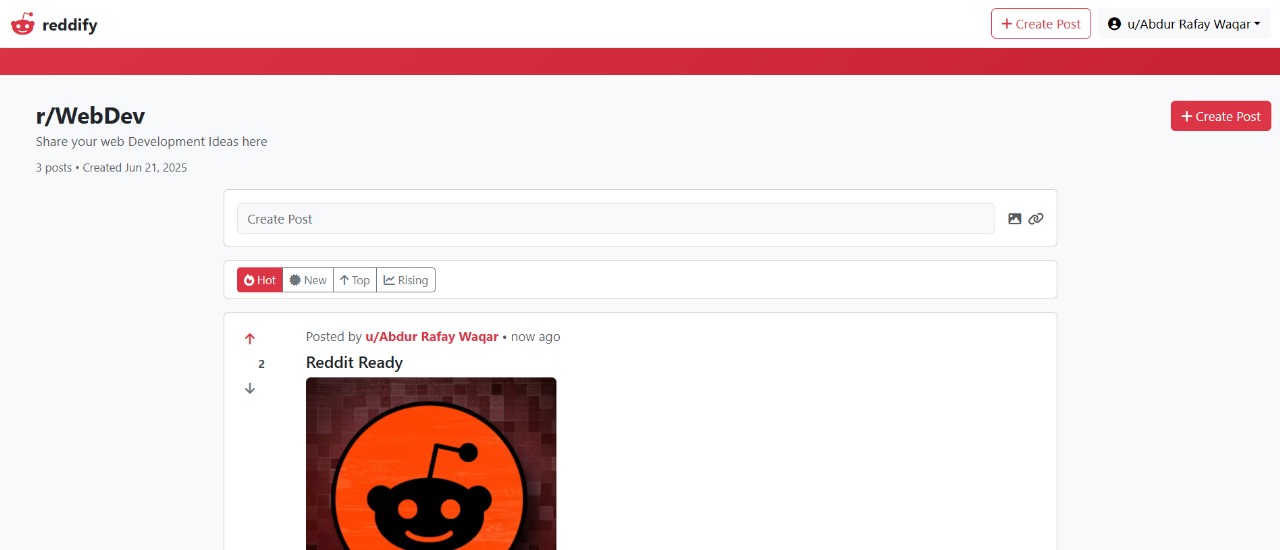 reddify
+ Create Post
u/Abdur Rafay Waqar
r/WebDev
+ Create Post
Share your web Development Ideas here
3 posts • Created Jun 21, 2025
Create Post
Hot
New
Top
Rising
Posted by u/Abdur Rafay Waqar • now ago
2
Reddit Ready